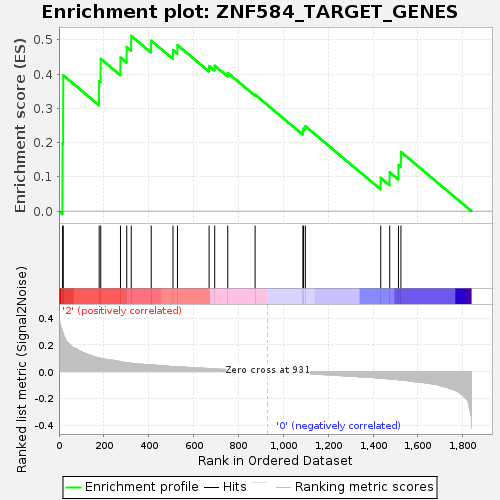 Enrichment plot: ZNF584_TARGET_GENES
Enrichment score (ES)
0.5
0.4
0.3
0.2
0.1
0.0
'2' (positively correlated)
Ranked list metric (Signal2Noise)
0.4
0.2
0.0
-0.2
-0.4
Zero cross at 931
'0' (negatively correlated)
0 200 400 600 800 1,000 1,200 1,400 1,600 1,800
Rank in Ordered Dataset
Enrichment profile Hits Ranking metric scores